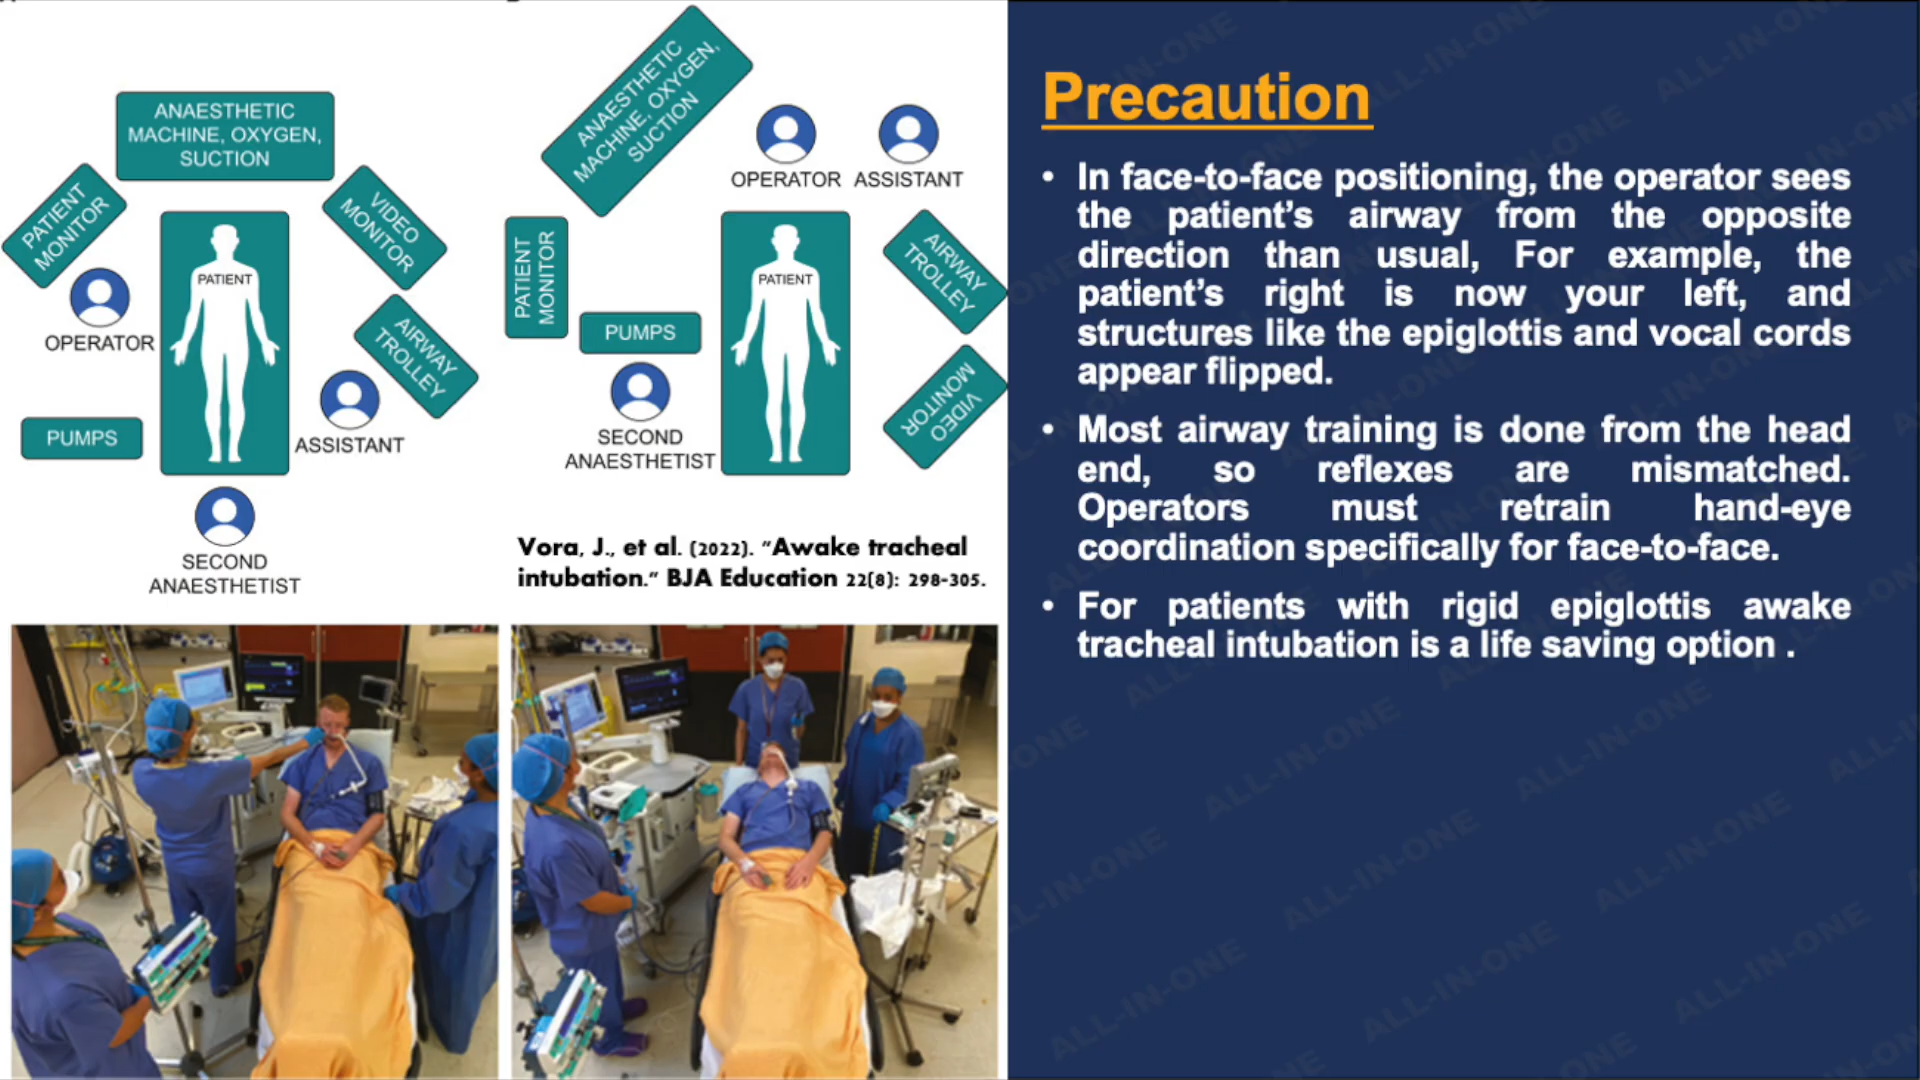 ANAESTHETIC
MACHINE, OXYGEN,
SUCTION
PATIENT
MONITOR
VIDEO
MONITOR
PATIENT
OPERATOR
AIRWAY
TROLLEY
PUMPS
ASSISTANT
SECOND
ANAESTHETIST
ANAESTHETIC
MACHINE, OXYGEN,
SUCTION
OPERATOR
ASSISTANT
PATIENT
MONITOR
PATIENT
AIRWAY
TROLLEY
PUMPS
VIDEO
MONITOR
SECOND
ANAESTHETIST
Vora, J., et al. (2022). "Awake tracheal
intubation." BJA Education 22(8): 298-305.
Precaution
• In face-to-face positioning, the operator sees
the patient's airway from the opposite
direction than usual, For example, the
patient's right is now your left, and
structures like the epiglottis and vocal cords
appear flipped.
• Most airway training is done from the head
end, so reflexes are mismatched.
Operators must retrain hand-eye
coordination specifically for face-to-face.
• For patients with rigid epiglottis awake
tracheal intubation is a life saving option .
ALL-IN-ONE